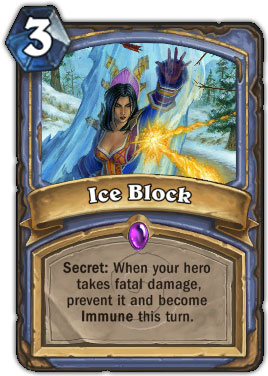 3
Ice Block
Secret: When your hero
takes fatal damage,
prevent it and become
Immune this turn.